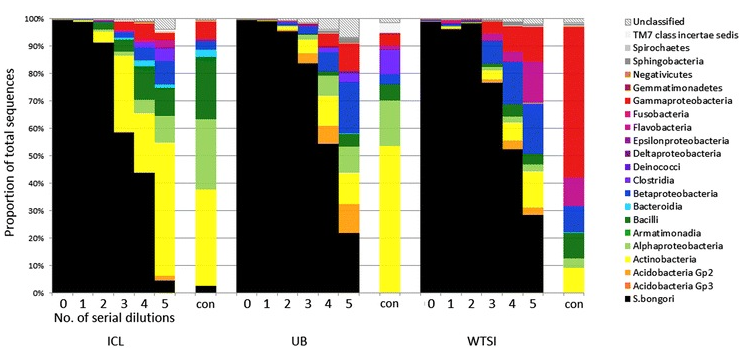 Proportion of total sequences
100%
90%
80%
70%
60%
50%
40%
30%
20%
10%
0%
0 1 2 3 4 5 con 0 1 2 3 4 5 con 0 1 2 3 4 5 con
No. of serial dilutions
ICL UB WTSI
Unclassified
TM7 class incertae sedis
Spirochaetes
Sphingobacteria
Negativicutes
Gemmatimonadetes
Gammaproteobacteria
Fusobacteria
Flavobacteria
Epsilonproteobacteria
Deltaproteobacteria
Deinococci
Clostridia
Betaproteobacteria
Bacteroidia
Bacilli
Armatimonadia
Alphaproteobacteria
Actinobacteria
Acidobacteria Gp2
Acidobacteria Gp3
S.bongori